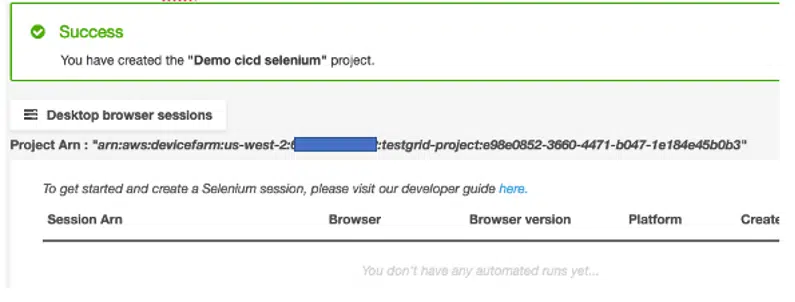 Success
You have created the "Demo cicd selenium" project.
Desktop browser sessions
Project Arn : "arn:aws:devicefarm:us-west-2: :testgrid-project:e98e0852-3660-4471-b047-1e184e45b0b3"
To get started and create a Selenium session, please visit our developer guide here.
Session Arn Browser Browser version Platform Create
You don't have any automated runs yet...